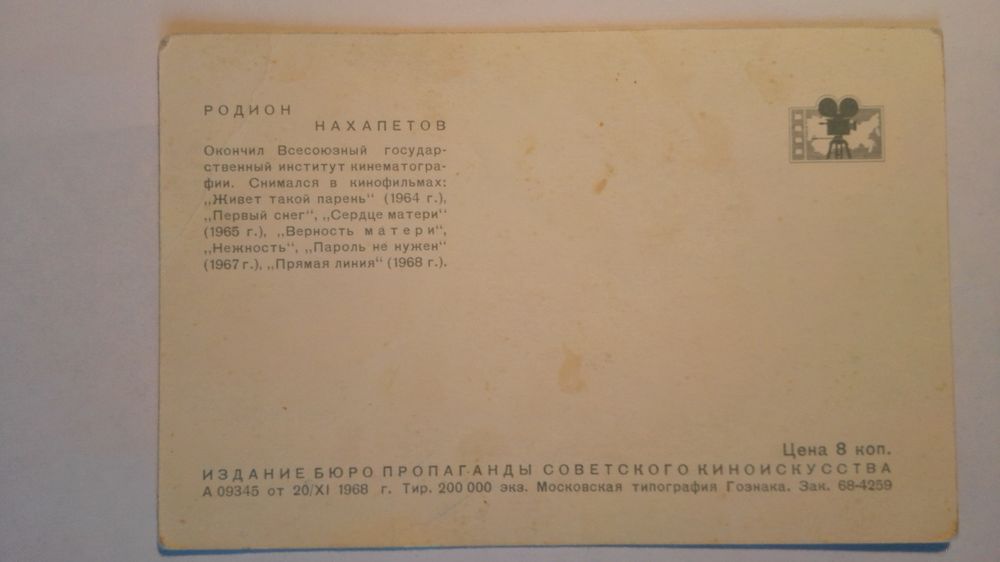 РОДИОН
НАХАПЕТОВ
Окончил Всесоюзный государ-
ственный институт кинематогра-
фии. Снимался в кинофильмах:
„Живет такой парень“ (1964 г.),
„Первый снег“, „Сердце матери“
(1965 г.), „Верность матери“,
„Нежность“, „Пароль не нужен“
(1967 г.), „Прямая линия“ (1968 г.).
Цена 8 коп.
ИЗДАНИЕ БЮРО ПРОПАГАНДЫ СОВЕТСКОГО КИНОИСКУССТВА
А 09345 от 20/XI 1968 г. Тир. 200 000 экз. Московская типография Гознака. Зак. 68-4259